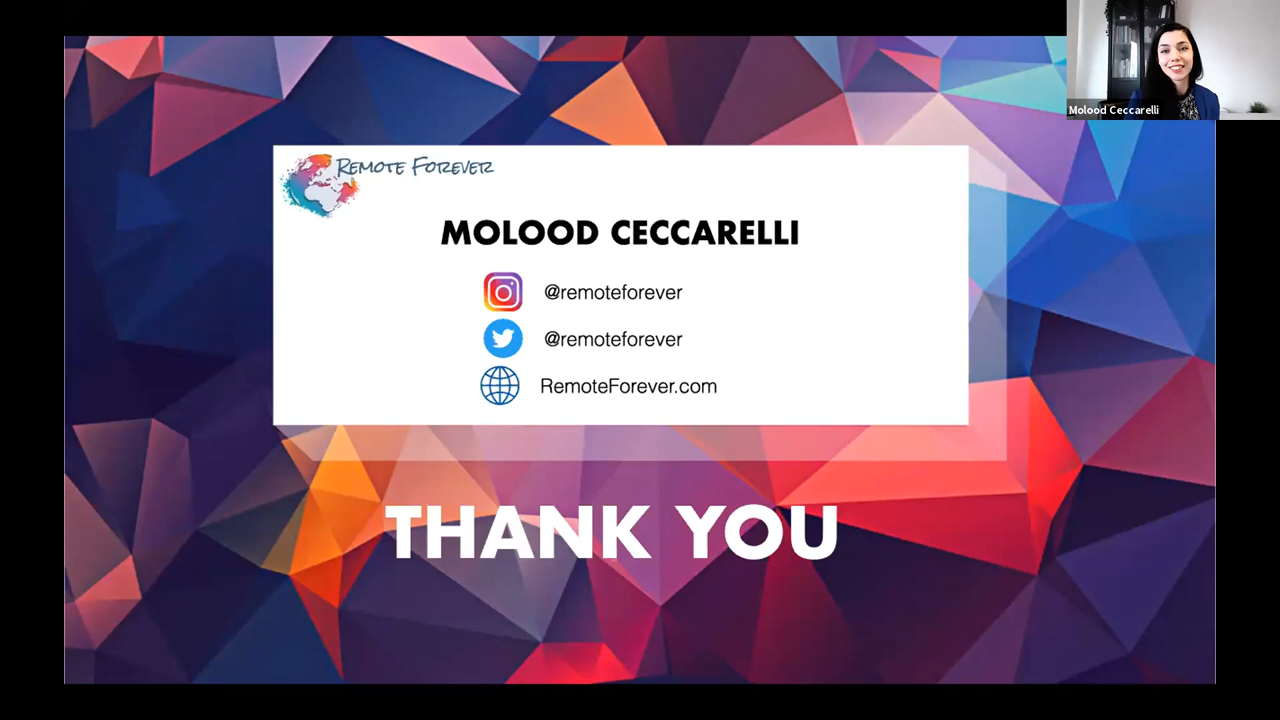 Molood Ceccarelli
REMOTE FOREVER
MOLOOD CECCARELLI
@remoteforever
@remoteforever
RemoteForever.com
THANK YOU